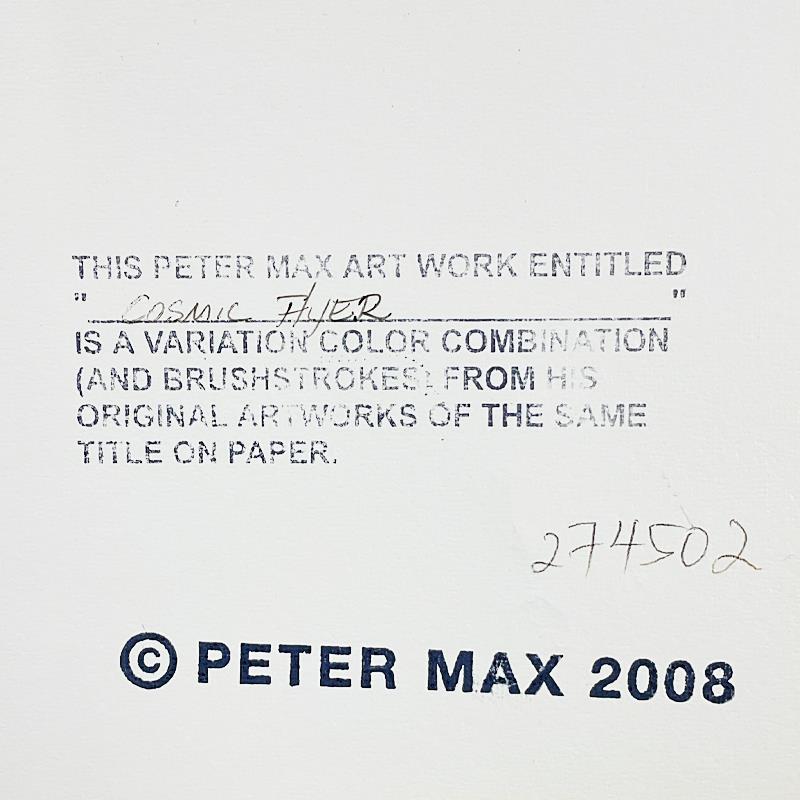 THIS PETER MAX ART WORK ENTITLED
" COSMIC FlyER "
IS A VARIATION COLOR COMBINATION
(AND BRUSHSTROKES) FROM HIS
ORIGINAL ARTWORKS OF THE SAME
TITLE ON PAPER.
274502
© PETER MAX 2008